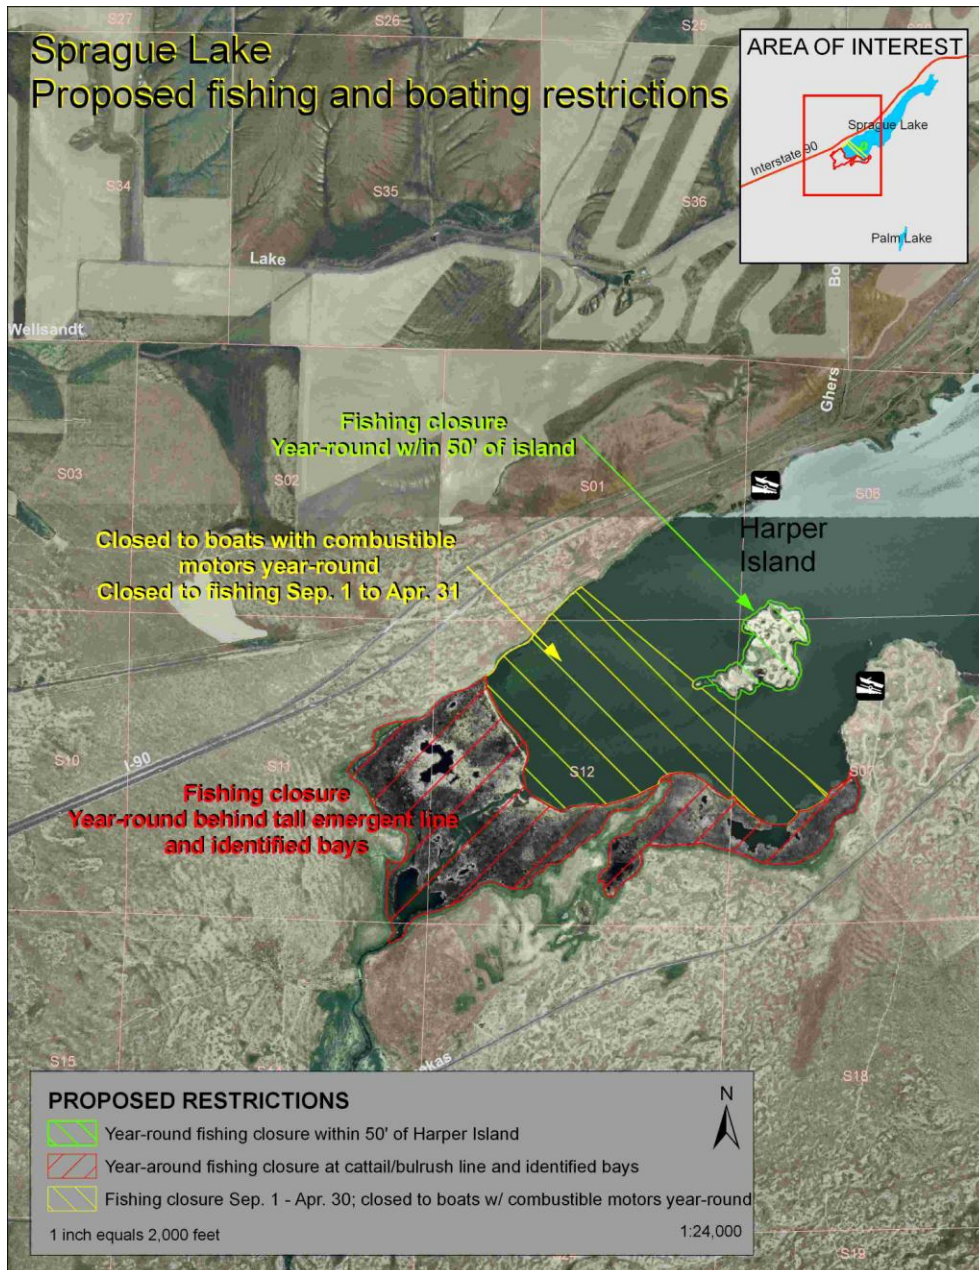 S27
S26
S25
Sprague Lake
Proposed fishing and boating restrictions
AREA OF INTEREST
Sprague Lake
Interstate 90
Palm Lake
S34
S35
S36
Lake
Wellsandt
Bo
Ghers
Fishing closure
Year-round w/in 50' of island
S03
S02
S01
S06
Harper
Island
Closed to boats with combustible
motors year-round
Closed to fishing Sep. 1 to Apr. 31
I-90
S10
S11
S12
S07
Fishing closure
Year-round behind tall emergent line
and identified bays
kas
S15
S18
PROPOSED RESTRICTIONS
N
Year-round fishing closure within 50' of Harper Island
Year-around fishing closure at cattail/bulrush line and identified bays
Fishing closure Sep. 1 - Apr. 30; closed to boats w/ combustible motors year-round
1 inch equals 2,000 feet
1:24,000
S19